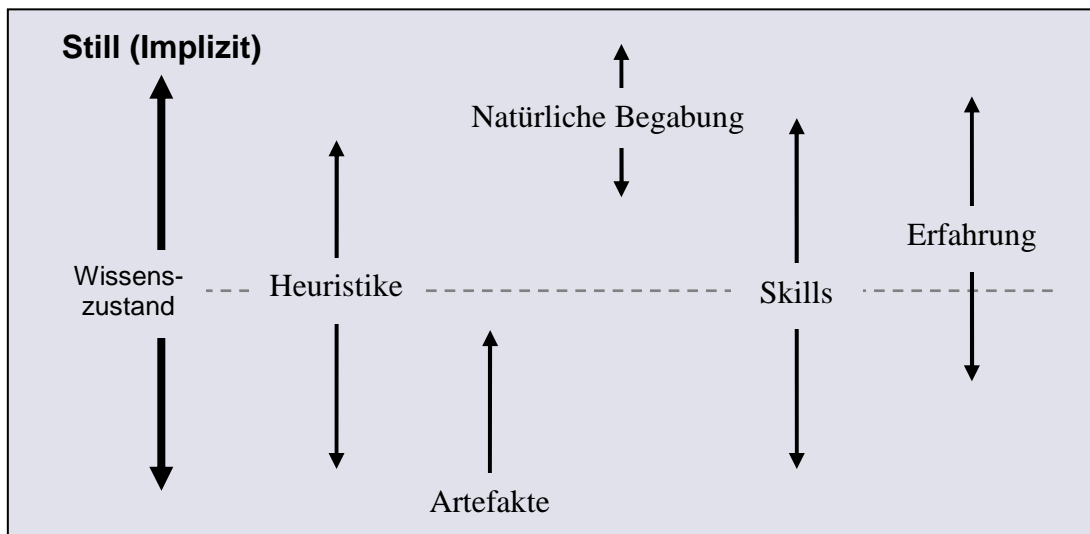 Still (Implizit)
Natürliche Begabung
Erfahrung
Wissens-
zustand
Heuristike
Skills
Artefakte